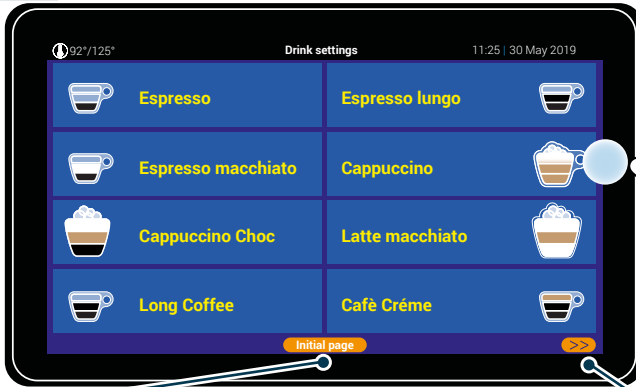 92°/125° Drink settings 11:25 | 30 May 2019
Espresso Espresso lungo
Espresso macchiato Cappuccino
Cappuccino Choc Latte macchiato
Long Coffee Cafè Créme
Initial page >>